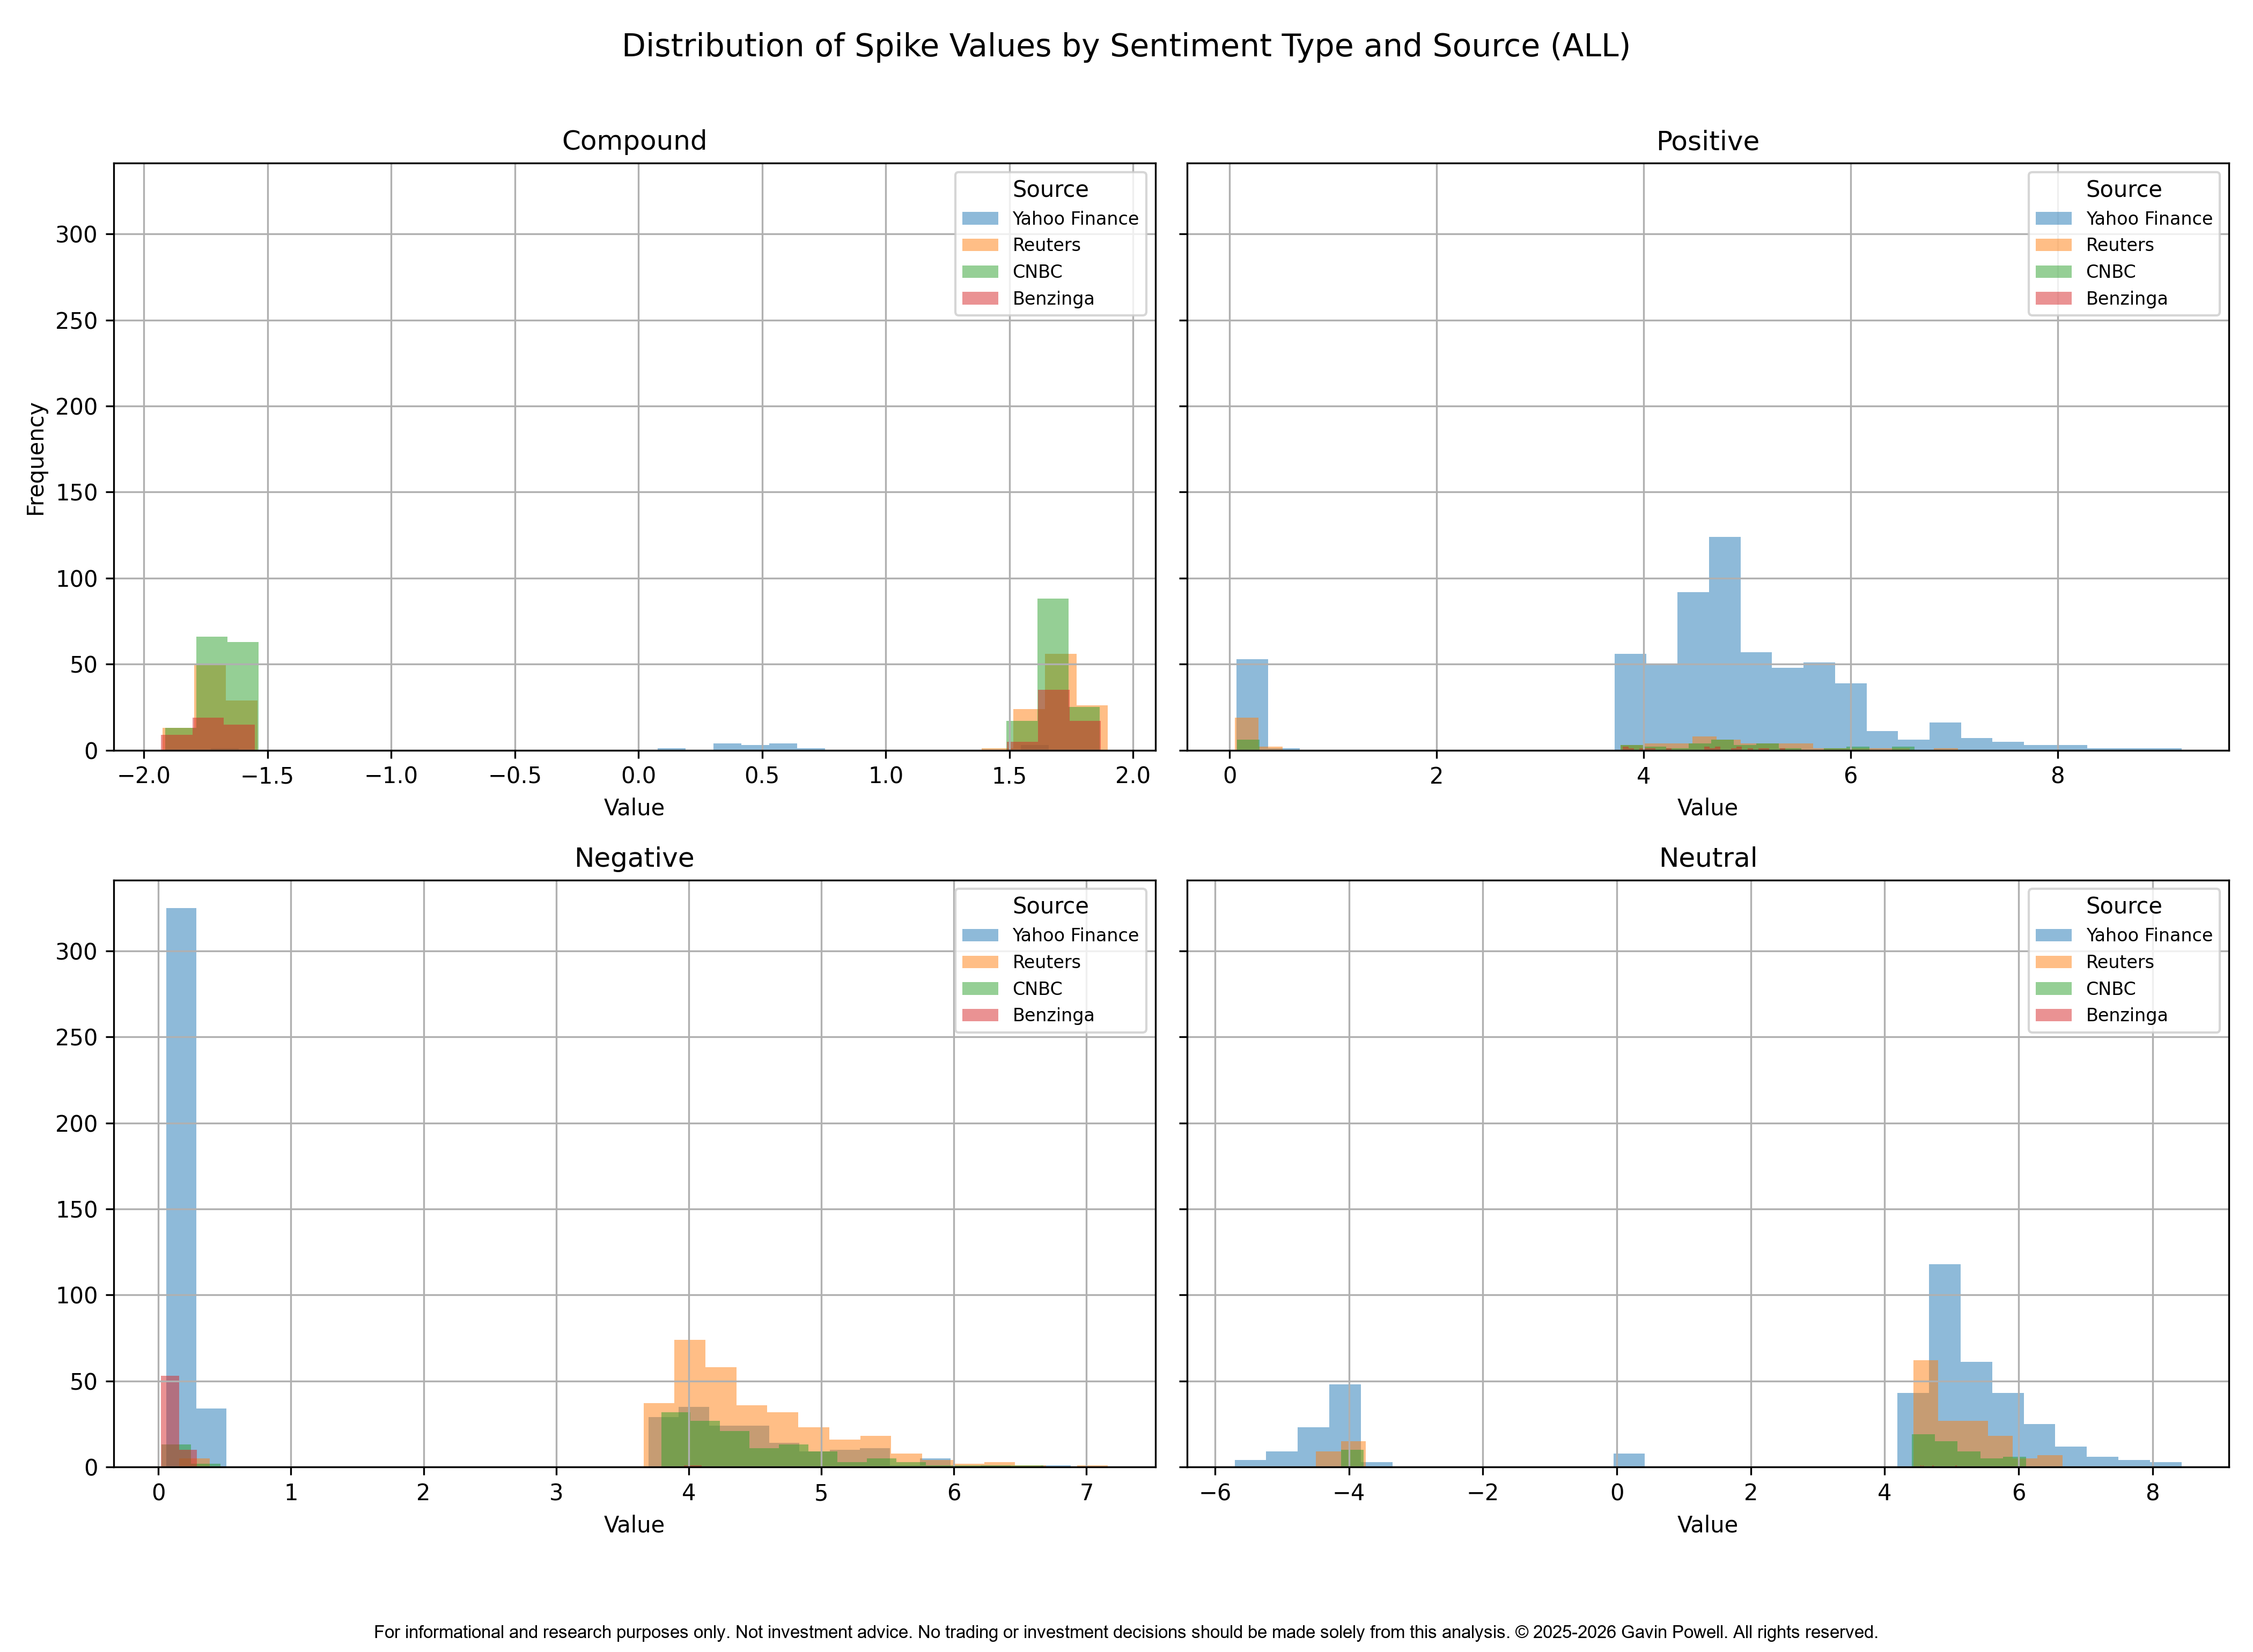 Distribution of Spike Values by Sentiment Type and Source (ALL)
Compound
Frequency
300
250
200
150
100
50
0
−2.0 −1.5 −1.0 −0.5 0.0 0.5 1.0 1.5 2.0
Value
Source
Yahoo Finance
Reuters
CNBC
Benzinga
Positive
0 2 4 6 8
Value
Source
Yahoo Finance
Reuters
CNBC
Benzinga
Negative
300
250
200
150
100
50
0
0 1 2 3 4 5 6 7
Value
Source
Yahoo Finance
Reuters
CNBC
Benzinga
Neutral
−6 −4 −2 0 2 4 6 8
Value
Source
Yahoo Finance
Reuters
CNBC
Benzinga
For informational and research purposes only. Not investment advice. No trading or investment decisions should be made solely from this analysis. © 2025-2026 Gavin Powell. All rights reserved.